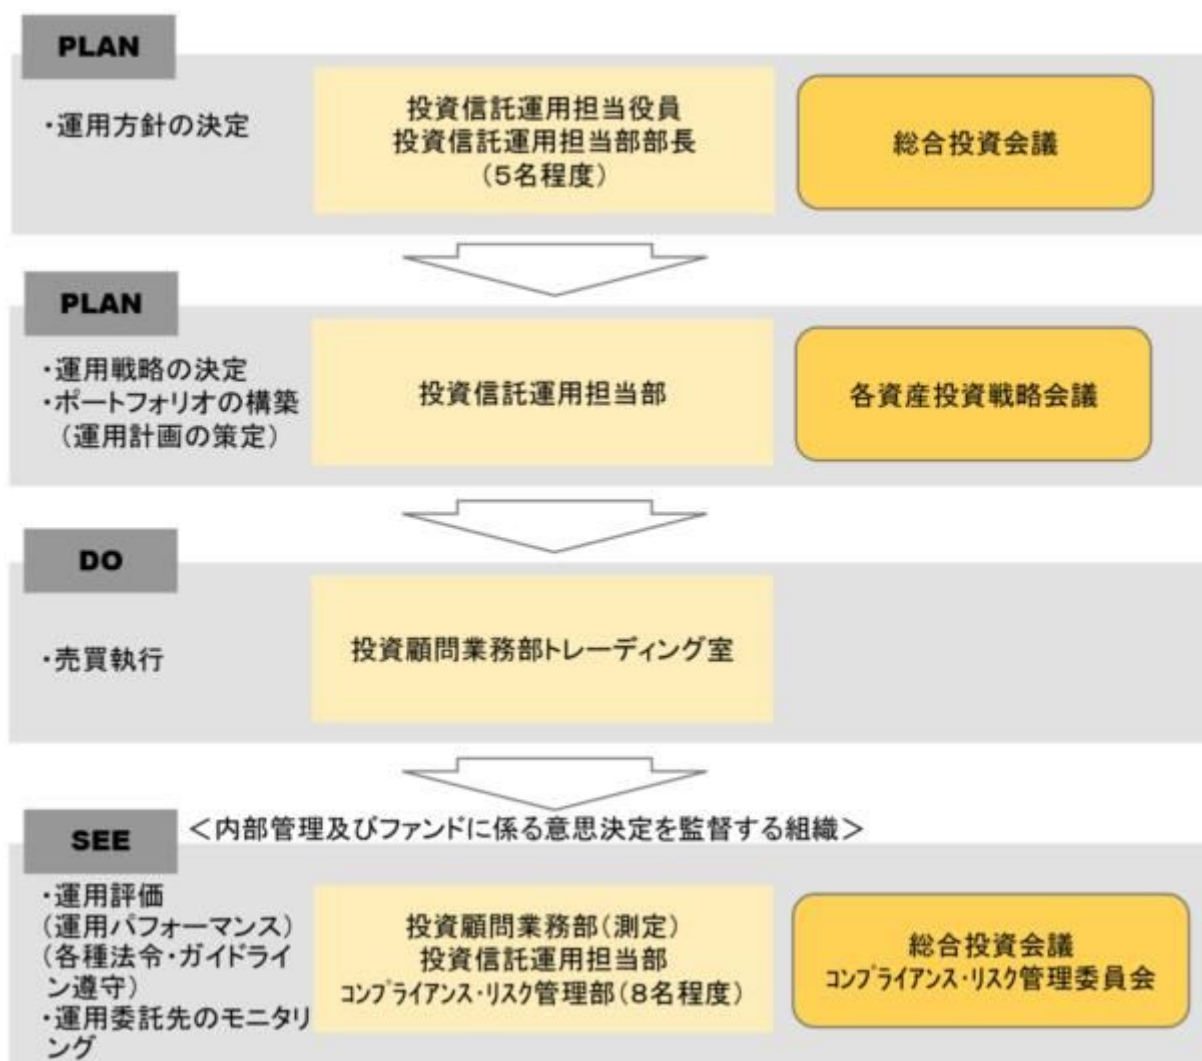 PLAN
・運用方針の決定
投資信託運用担当役員
投資信託運用担当部部長
（５名程度）
総合投資会議
PLAN
・運用戦略の決定
・ポートフォリオの構築
（運用計画の策定）
投資信託運用担当部
各資産投資戦略会議
DO
・売買執行
投資顧問業務部トレーディング室
SEE
＜内部管理及びファンドに係る意思決定を監督する組織＞
・運用評価
（運用パフォーマンス）
（各種法令・ガイドライ
ン遵守）
・運用委託先のモニタリ
ング
投資顧問業務部（測定）
投資信託運用担当部
ｺﾝﾌﾟライアンス・リスク管理部（８名程度）
総合投資会議
ｺﾝﾌﾟライアンス・リスク管理委員会